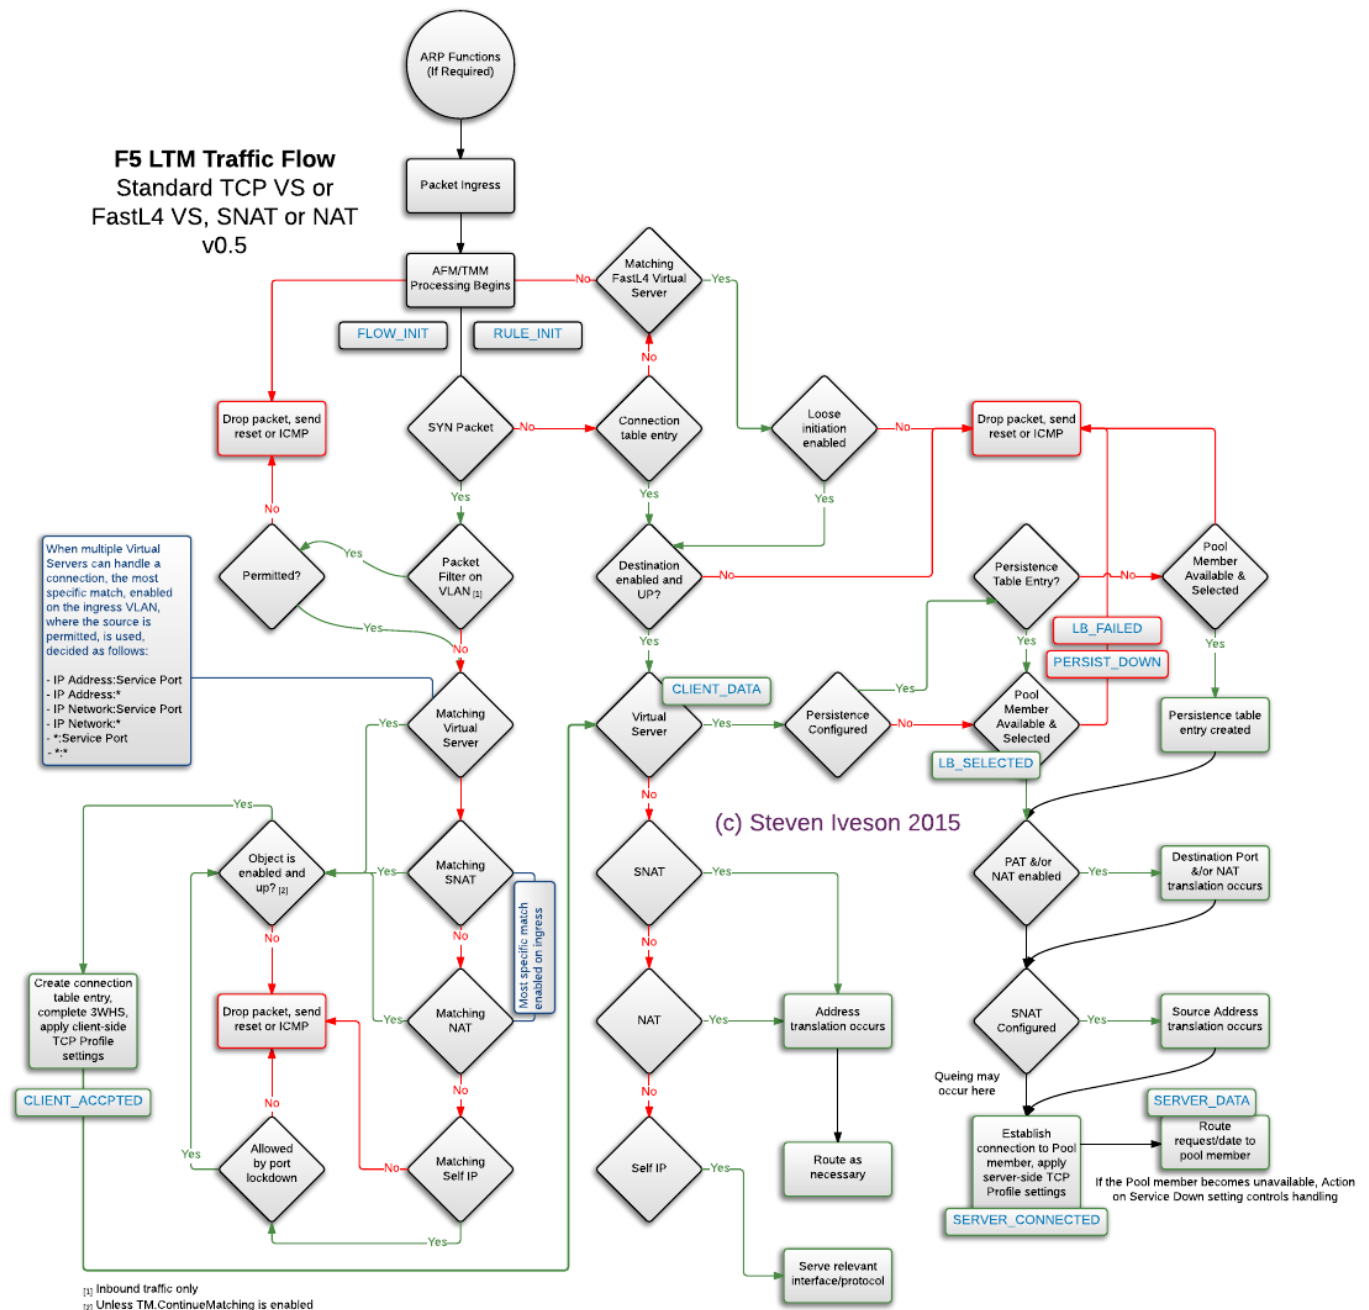 ARP Functions
(If Required)
F5 LTM Traffic Flow
Standard TCP VS or
FastL4 VS, SNAT or NAT
v0.5
Packet Ingress
AFM/TMM
Processing Begins
No
Matching
FastL4 Virtual
Server
Yes
FLOW_INIT
RULE_INIT
No
Drop packet, send
reset or ICMP
SYN Packet
No
Connection
table entry
Loose
initiation
enabled
No
Drop packet, send
reset or ICMP
Yes
Yes
Yes
No
When multiple Virtual
Servers can handle a
connection, the most
specific match, enabled
on the ingress VLAN,
where the source is
permitted, is used,
decided as follows:
- IP Address:Service Port
- IP Address:*
- IP Network:Service Port
- IP Network:*
- *:Service Port
- *:*
Permitted?
Yes
Packet
Filter on
VLAN [1]
Destination
enabled and
UP?
No
Persistence
Table Entry?
No
Pool
Member
Available &
Selected
Yes
No
Yes
Yes
LB_FAILED
Yes
PERSIST_DOWN
CLIENT_DATA
Yes
Yes
Matching
Virtual
Server
Virtual
Server
Yes
Persistence
Configured
No
Pool
Member
Available &
Selected
Persistence table
entry created
LB_SELECTED
No
No
Yes
(c) Steven Iveson 2015
Object is
enabled and
up? [2]
Yes
Matching
SNAT
SNAT
Yes
PAT &/or
NAT enabled
Yes
Destination Port
&/or NAT
translation occurs
Most specific match
enabled on ingress
No
No
No
Create connection
table entry,
complete 3WHS,
apply client-side
TCP Profile
settings
Drop packet, send
reset or ICMP
Yes
Matching
NAT
NAT
Yes
Address
translation occurs
SNAT
Configured
Yes
Source Address
translation occurs
CLIENT_ACCPTED
No
No
No
Queing may
occur here
SERVER_DATA
Yes
Allowed
by port
lockdown
No
Matching
Self IP
Self IP
Yes
Route as
necessary
Establish
connection to Pool
member, apply
server-side TCP
Profile settings
Route
request/date to
pool member
If the Pool member becomes unavailable, Action
on Service Down setting controls handling
SERVER_CONNECTED
Yes
Serve relevant
interface/protocol
[1] Inbound traffic only
[2] Unless TM.ContinueMatching is enabled